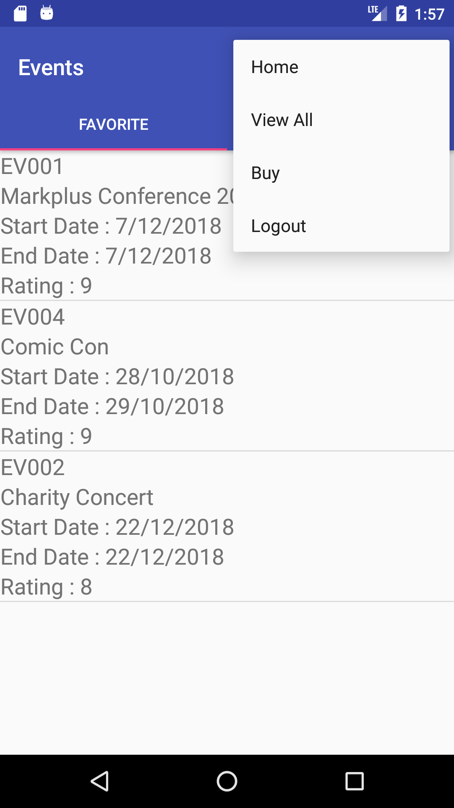 LTE 1:57
Events
Home
View All
Buy
Logout
FAVORITE
EV001
Markplus Conference
Start Date : 7/12/2018
End Date : 7/12/2018
Rating : 9
EV004
Comic Con
Start Date : 28/10/2018
End Date : 29/10/2018
Rating : 9
EV002
Charity Concert
Start Date : 22/12/2018
End Date : 22/12/2018
Rating : 8